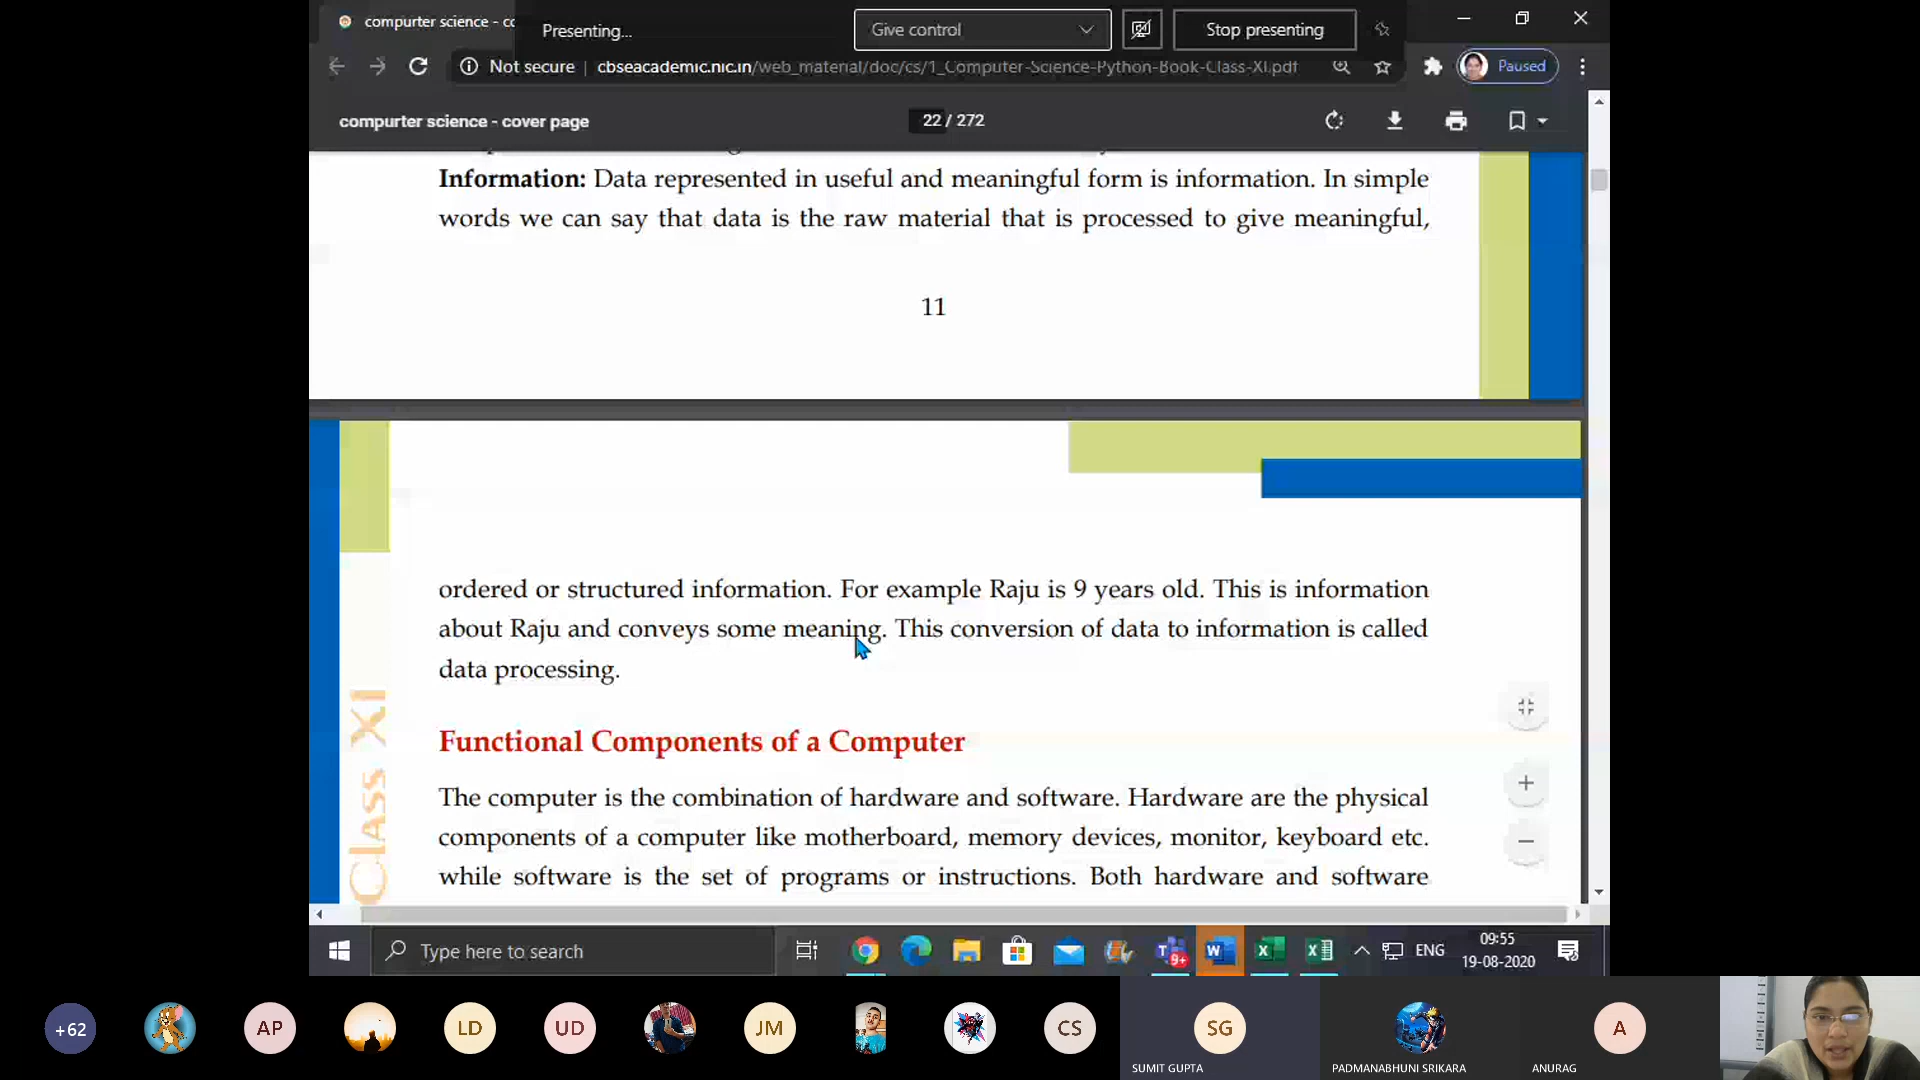 compurter science - co
Presenting...
Give control
Stop presenting
Not secure | cbseacademic.nic.in/web_material/doc/cs/1_Computer-Science-Python-Book-Class-XI.pdf
Paused
compurter science - cover page
22 / 272
Information: Data represented in useful and meaningful form is information. In simple
words we can say that data is the raw material that is processed to give meaningful,
11
ordered or structured information. For example Raju is 9 years old. This is information
about Raju and conveys some meaning. This conversion of data to information is called
data processing.
Class XI
Functional Components of a Computer
The computer is the combination of hardware and software. Hardware are the physical
components of a computer like motherboard, memory devices, monitor, keyboard etc.
while software is the set of programs or instructions. Both hardware and software
Type here to search
9+
ENG
09:55
19-08-2020
+62
AP
LD
UD
JM
CS
SG
A
SUMIT GUPTA
PADMANABHUNI SRIKARA
ANURAG